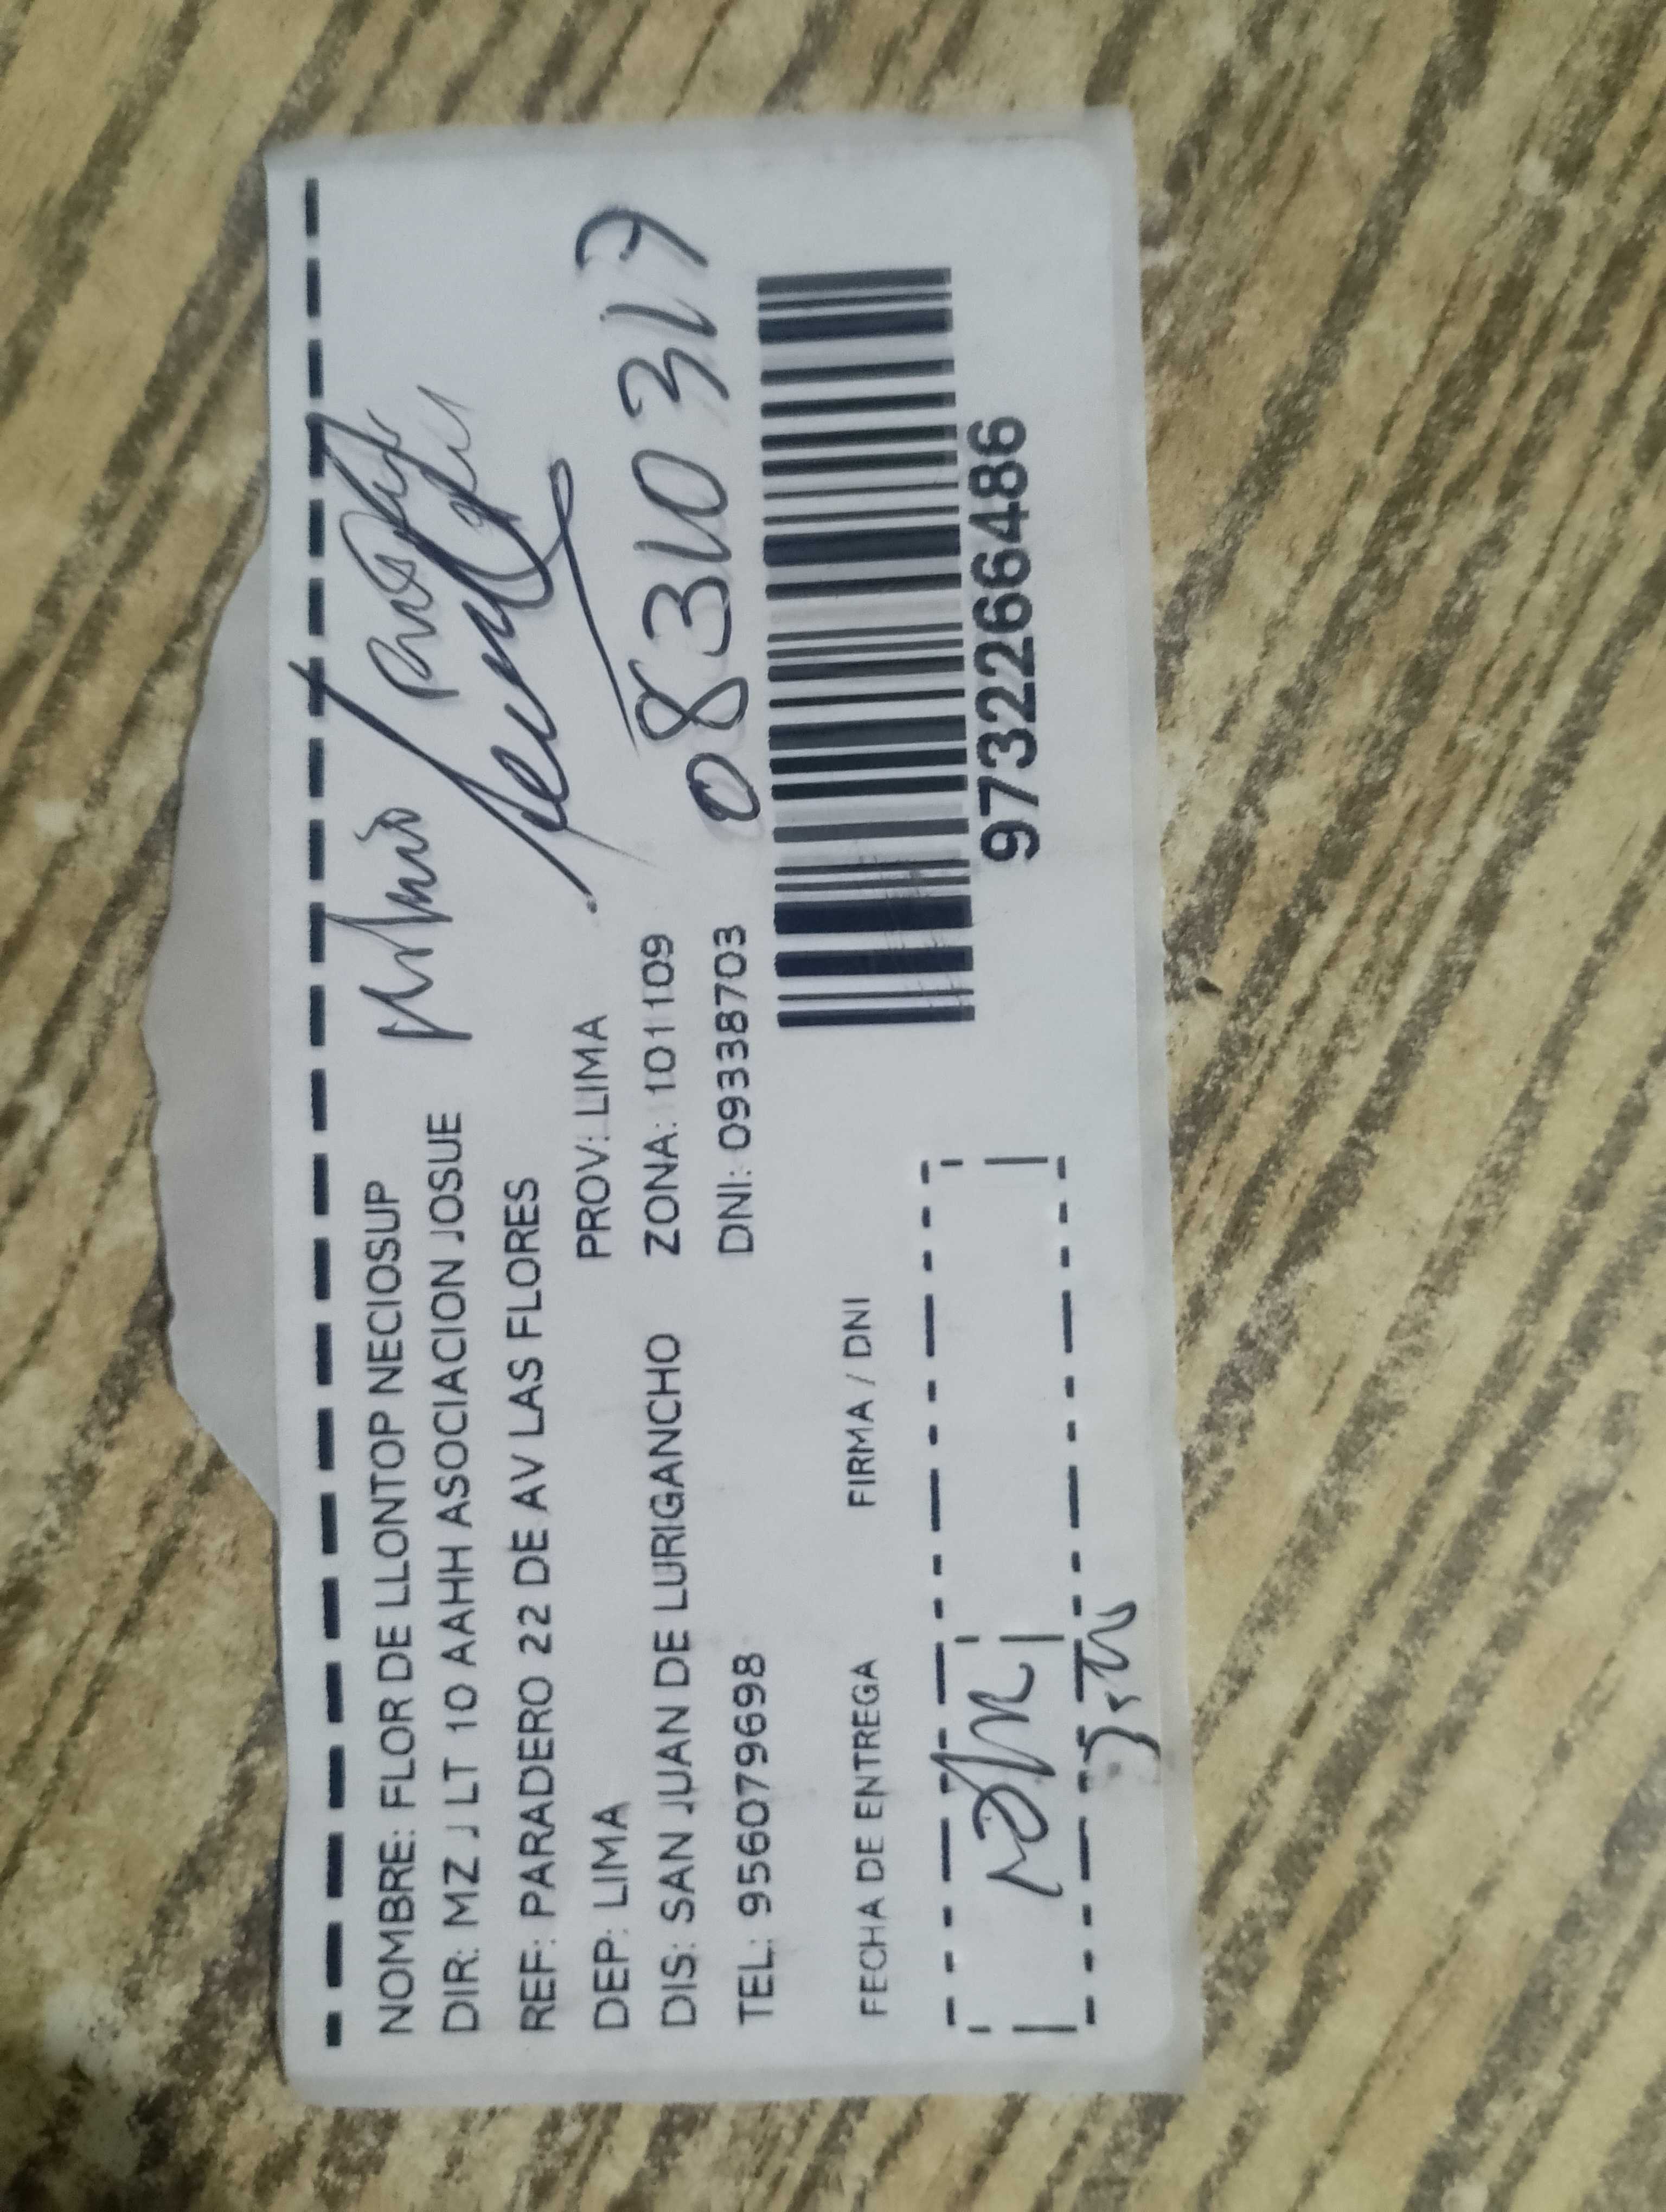 NOMBRE: FLOR DE LLONTOP NECIOSUP
DIR: MZ J LT 10 AAHH ASOCIACION JOSUE
REF: PARADERO 22 DE AV LAS FLORES
DEP: LIMA PROV: LIMA
DIS: SAN JUAN DE LURIGANCHO ZONA: 101109
TEL: 956079698 DNI: 09338703
FECHA DE ENTREGA FIRMA / DNI
9732266486